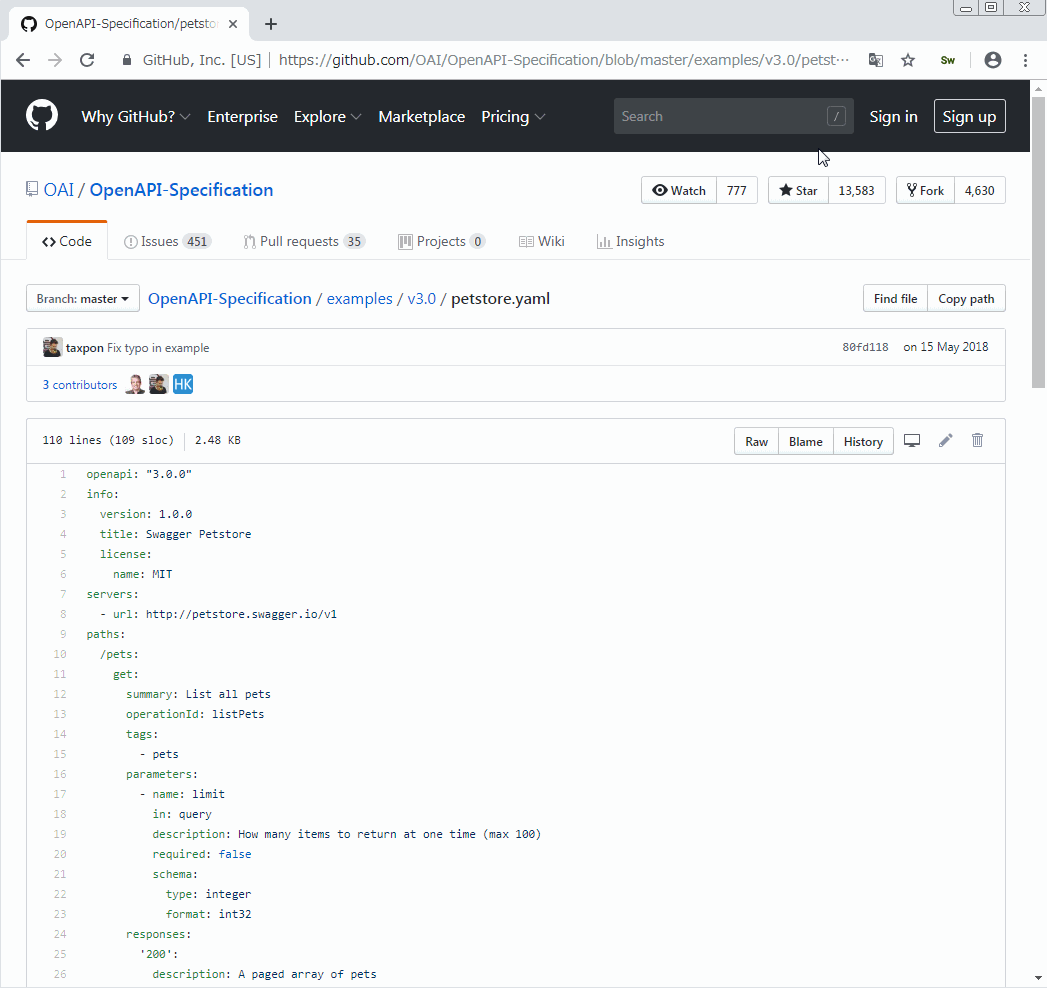 OpenAPI-Specification/petsto
GitHub, Inc. [US] | https://github.com/OAI/OpenAPI-Specification/blob/master/examples/v3.0/petst… Sw
Why GitHub? Enterprise Explore Marketplace Pricing Search / Sign in Sign up
OAI / OpenAPI-Specification Watch 777 Star 13,583 Fork 4,630
Code Issues 451 Pull requests 35 Projects 0 Wiki Insights
Branch: master OpenAPI-Specification / examples / v3.0 / petstore.yaml Find file Copy path
taxpon Fix typo in example 80fd118 on 15 May 2018
3 contributors HK
110 lines (109 sloc) 2.48 KB Raw Blame History
1 openapi: "3.0.0"
2 info:
3   version: 1.0.0
4   title: Swagger Petstore
5   license:
6     name: MIT
7 servers:
8   - url: http://petstore.swagger.io/v1
9 paths:
10   /pets:
11     get:
12       summary: List all pets
13       operationId: listPets
14       tags:
15         - pets
16       parameters:
17         - name: limit
18           in: query
19           description: How many items to return at one time (max 100)
20           required: false
21           schema:
22             type: integer
23             format: int32
24       responses:
25         '200':
26           description: A paged array of pets